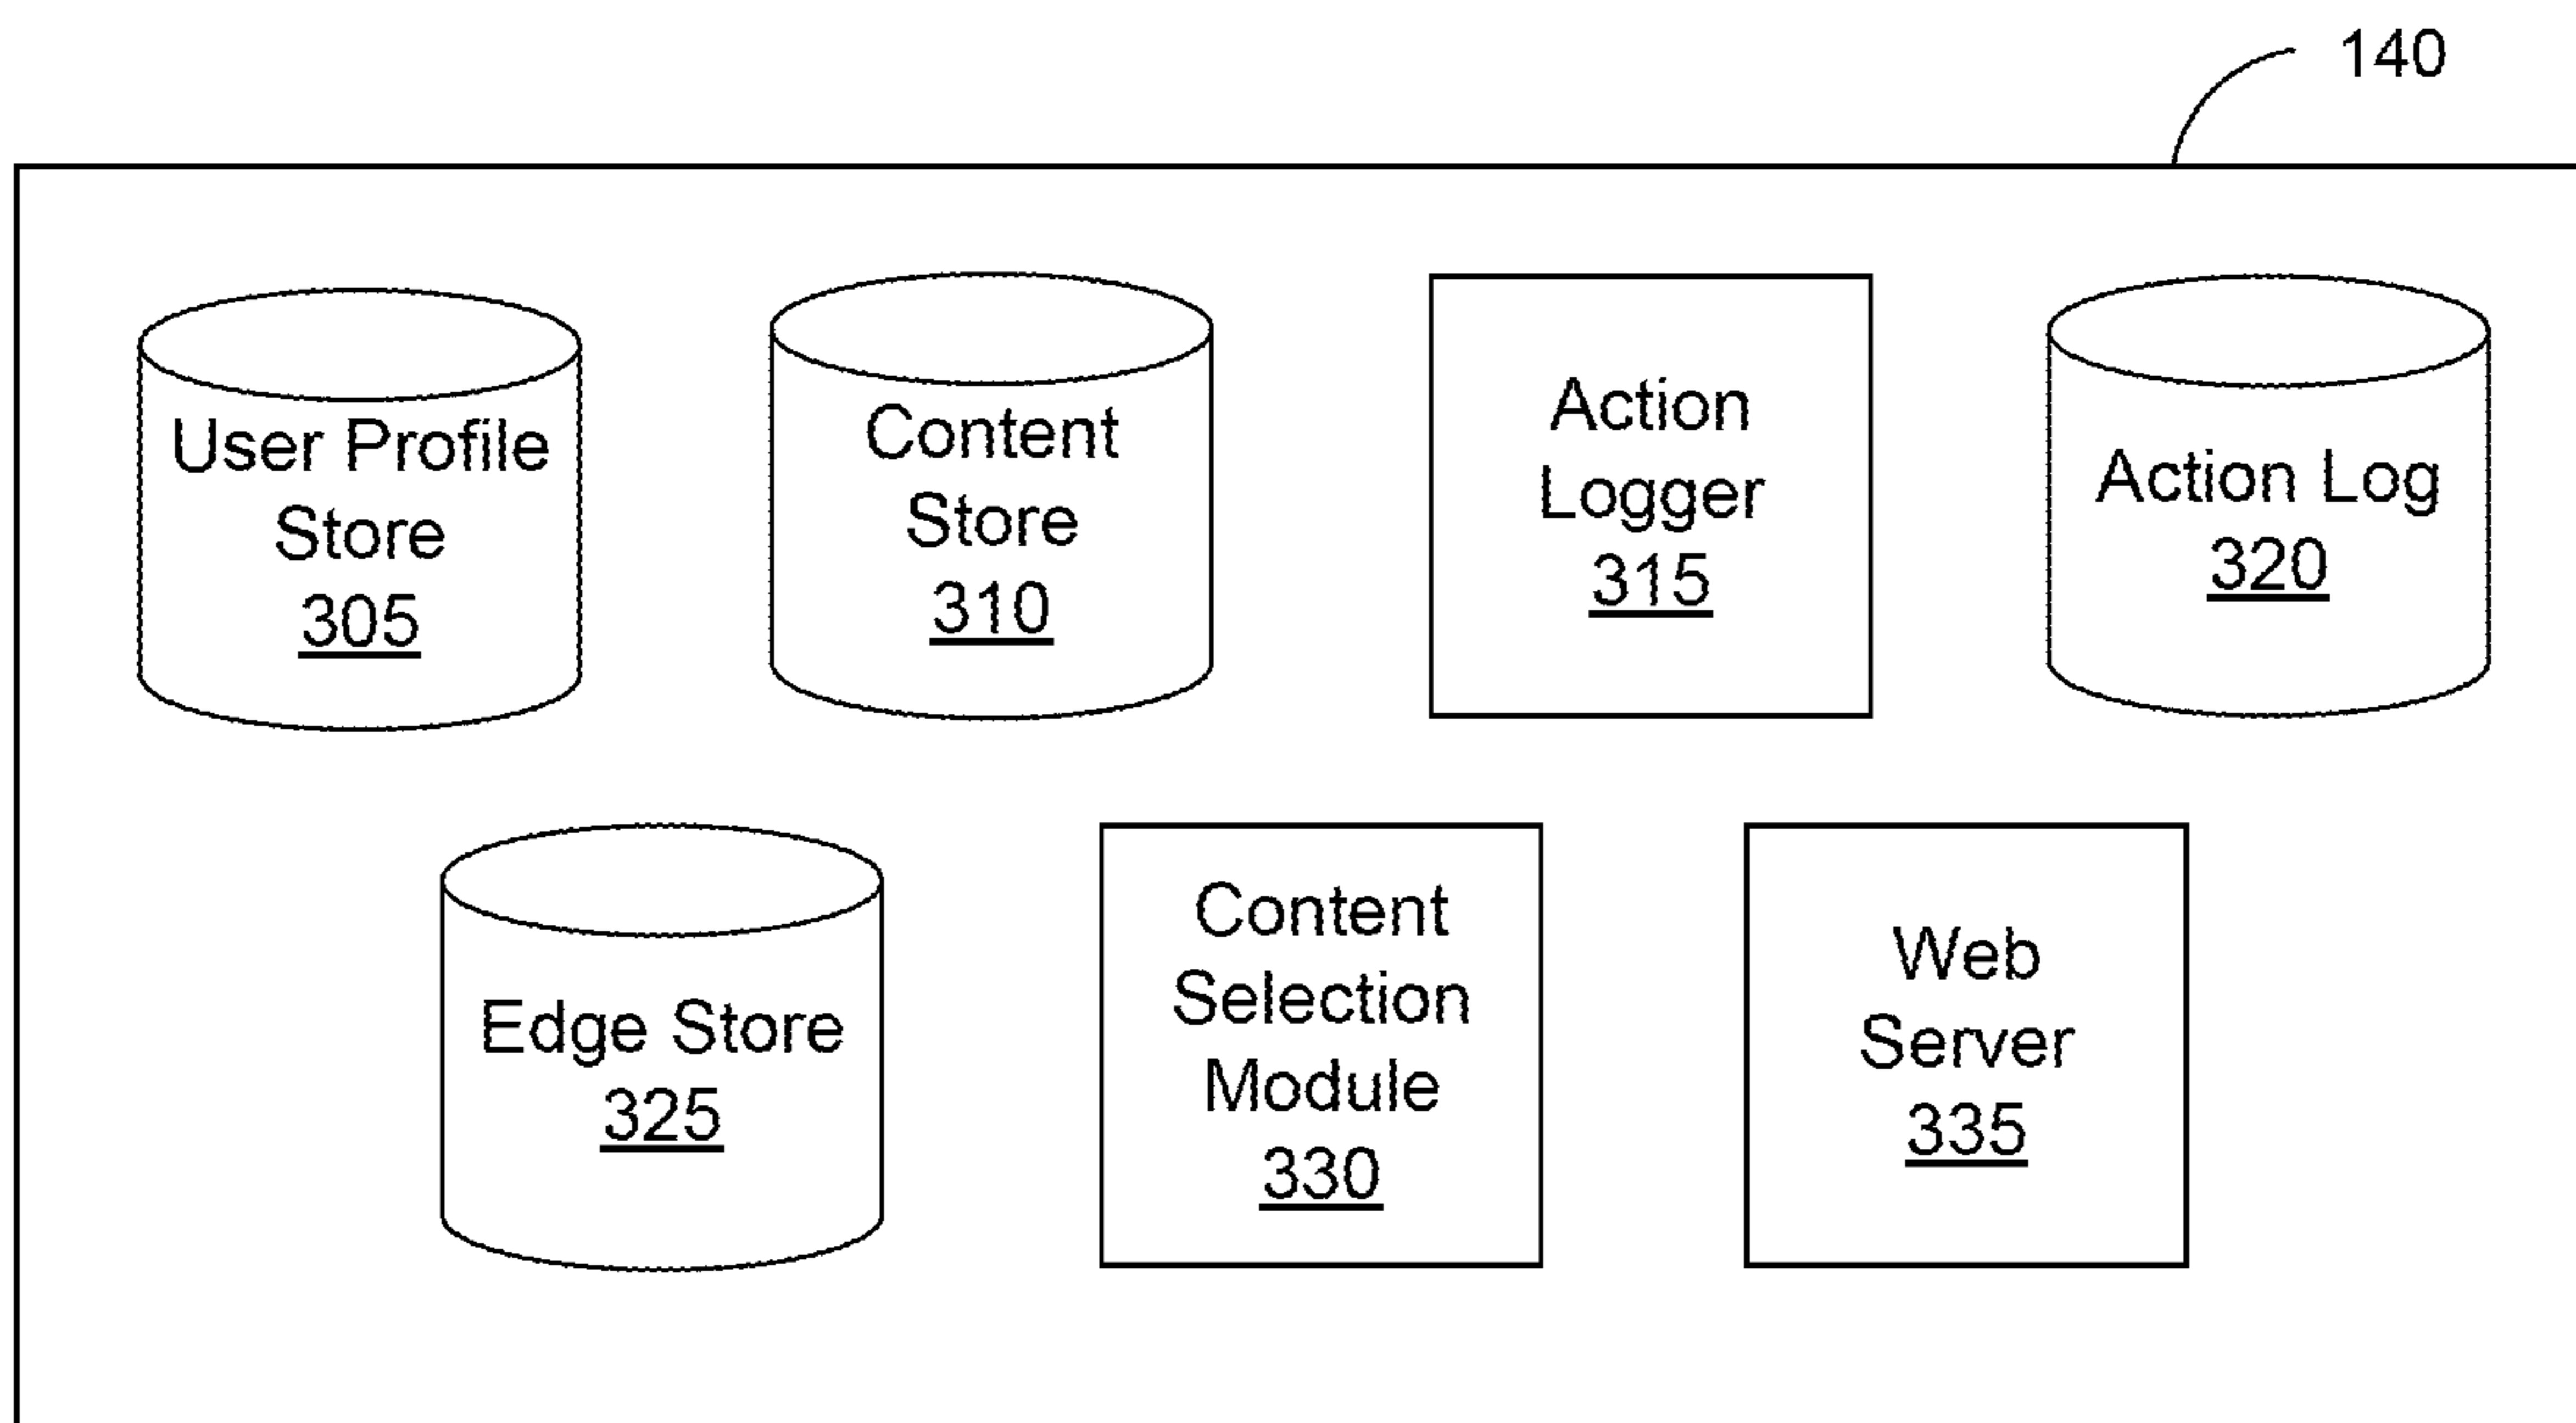 140
User Profile
Store
305
Content
Store
310
Action
Logger
315
Action Log
320
Edge Store
325
Content
Selection
Module
330
Web
Server
335